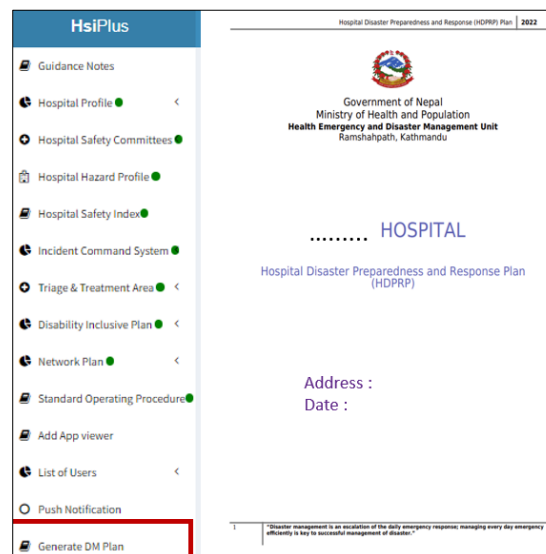 HsiPlus
Guidance Notes
Hospital Profile
Hospital Safety Committees
Hospital Hazard Profile
Hospital Safety Index
Incident Command System
Triage & Treatment Area
Disability Inclusive Plan
Network Plan
Standard Operating Procedure
Add App viewer
List of Users
Push Notification
Generate DM Plan
Hospital Disaster Preparedness and Response (HDPRP) Plan 2022
Government of Nepal
Ministry of Health and Population
Health Emergency and Disaster Management Unit
Ramshahpath, Kathmandu
......... HOSPITAL
Hospital Disaster Preparedness and Response Plan
(HDPRP)
Address :
Date :
1 "Disaster management is an escalation of the daily emergency response; managing every day emergency
efficiently is key to successful management of disaster."